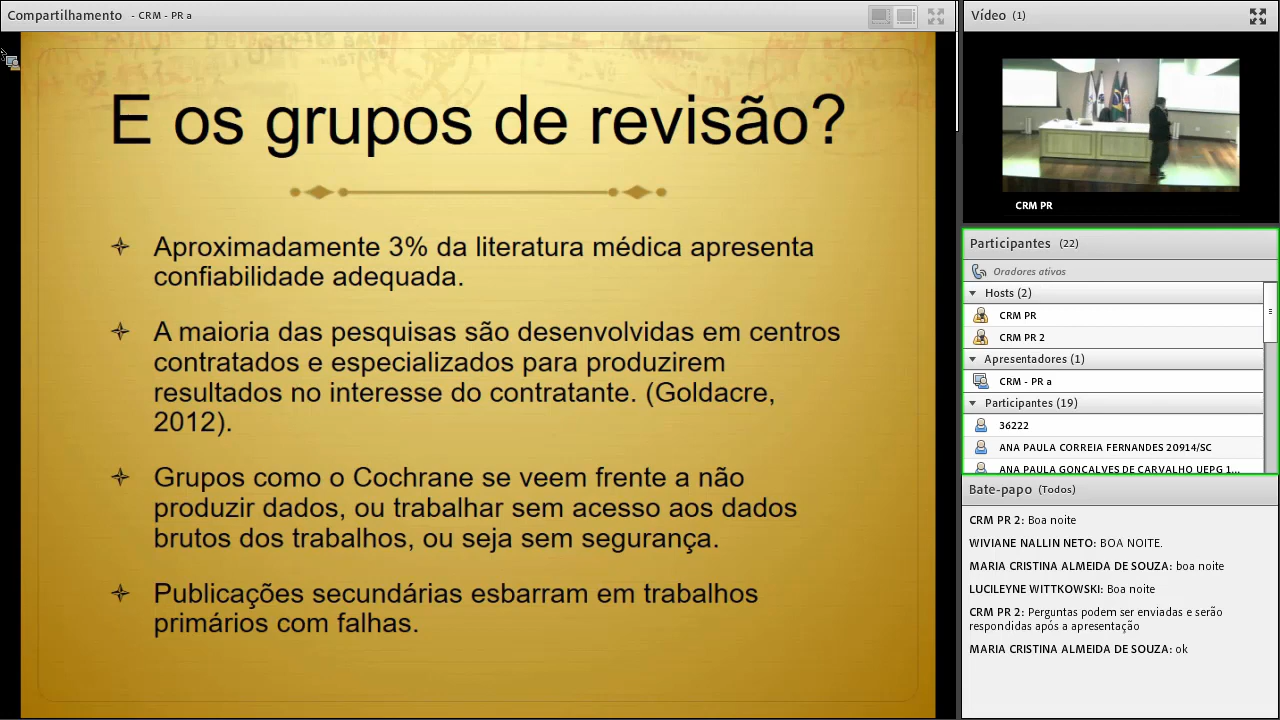 Compartilhamento - CRM - PR a
E os grupos de revisão?
Aproximadamente 3% da literatura médica apresenta
confiabilidade adequada.
A maioria das pesquisas são desenvolvidas em centros
contratados e especializados para produzirem
resultados no interesse do contratante. (Goldacre,
2012).
Grupos como o Cochrane se veem frente a não
produzir dados, ou trabalhar sem acesso aos dados
brutos dos trabalhos, ou seja sem segurança.
Publicações secundárias esbarram em trabalhos
primários com falhas.
Vídeo (1)
CRM PR
Participantes (22)
Oradores ativos
Hosts (2)
CRM PR
CRM PR 2
Apresentadores (1)
CRM - PR a
Participantes (19)
36222
ANA PAULA CORREIA FERNANDES 20914/SC
ANA PAULA GONÇALVES DE CARVALHO UEPG 1...
Bate-papo (Todos)
CRM PR 2: Boa noite
WIVIANE NALLIN NETO: BOA NOITE.
MARIA CRISTINA ALMEIDA DE SOUZA: boa noite
LUCILEYNE WITTKOWSKI: Boa noite
CRM PR 2: Perguntas podem ser enviadas e serão
respondidas após a apresentação
MARIA CRISTINA ALMEIDA DE SOUZA: ok